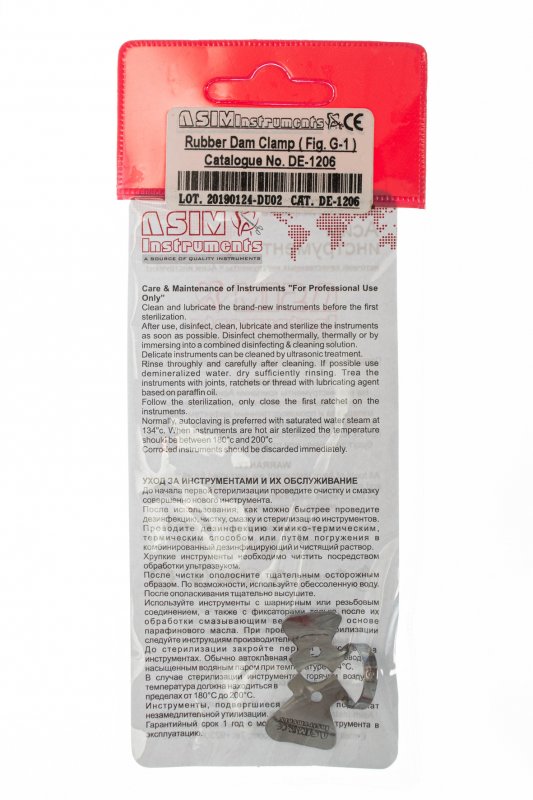 ASIM Instruments CE
Rubber Dam Clamp ( Fig. G-1 )
Catalogue No. DE-1206
LOT. 20190124-DU02 CAT. DE-1206
ASIM
Instruments
A SOURCE OF QUALITY INSTRUMENTS
Care & Maintenance of Instruments "For Professional Use
Only"
Clean and lubricate the brand-new instruments before the first
sterilization.
After use, disinfect, clean, lubricate and sterilize the instruments
as soon as possible. Disinfect chemothermally, thermally or by
immersing into a combined disinfecting & cleaning solution.
Delicate instruments can be cleaned by ultrasonic treatment.
Rinse throughly and carefully after cleaning. If possible use
demineralized water. dry sufficiently rinsing. Trea the
instruments with joints, ratchets or thread with lubricating agent
based on paraffin oil.
Follow the sterilization, only close the first ratchet on the
instruments.
Normally, autoclaving is preferred with saturated water steam at
134°c. When instruments are hot air sterilized the temperature
should be between 180°c and 200°c
Corroded instruments should be discarded immediately.
УХОД ЗА ИНСТРУМЕНТАМИ И ИХ ОБСЛУЖИВАНИЕ
До начала первой стерилизации проведите очистку и смазку
совершенно нового инструмента.
После использования, как можно быстрее проведите
дезинфекцию, чистку, смазку и стерилизацию инструментов.
Проводите дезинфекцию химико-термическим,
термическим способом или путём погружения в
комбинированный дезинфицирующий и чистящий раствор.
Хрупкие инструменты необходимо чистить посредством
обработки ультразвуком.
После чистки ополосните тщательным осторожным
образом. По возможности, используйте обессоленную воду.
После ополаскивания тщательно высушите.
Используйте инструменты с шарнирным или резьбовым
соединением, а также с фиксаторами только после их
обработки смазывающим основе
парафинового масла. При
следуйте инструкциям
До стерилизации закройте на
инструментах. Обычно автоклавная
насыщенным водяным паром при
В случае стерилизации инструментов горячим
температура должна находиться в
пределах от 180°С до 200°С.
Инструменты, подвергшиеся
незамедлительной утилизации.
Гарантийный срок 1 год с в
эксплуатацию.